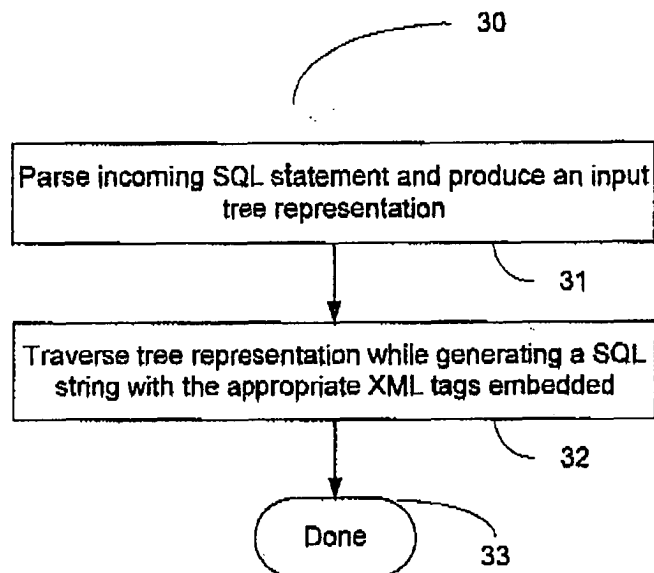 30
Parse incoming SQL statement and produce an input
tree representation
31
Traverse tree representation while generating a SQL
string with the appropriate XML tags embedded
32
Done
33